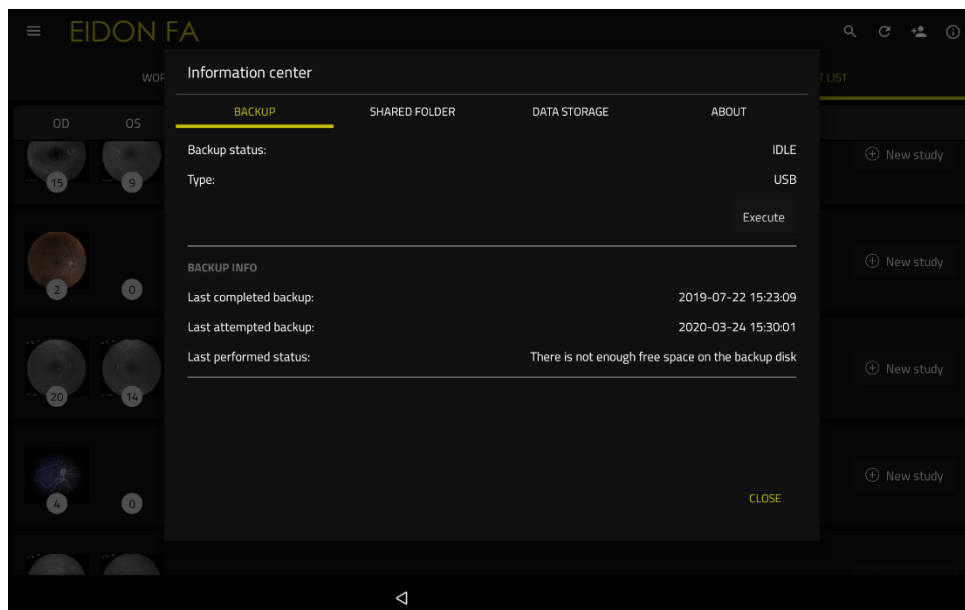 EIDON FA
WOR
T LIST
Information center
BACKUP SHARED FOLDER DATA STORAGE ABOUT
OD OS
Backup status: IDLE
Type: USB
Execute
BACKUP INFO
Last completed backup: 2019-07-22 15:23:09
Last attempted backup: 2020-03-24 15:30:01
Last performed status: There is not enough free space on the backup disk
CLOSE
15 9 New study
2 0 New study
20 14 New study
4 0 New study